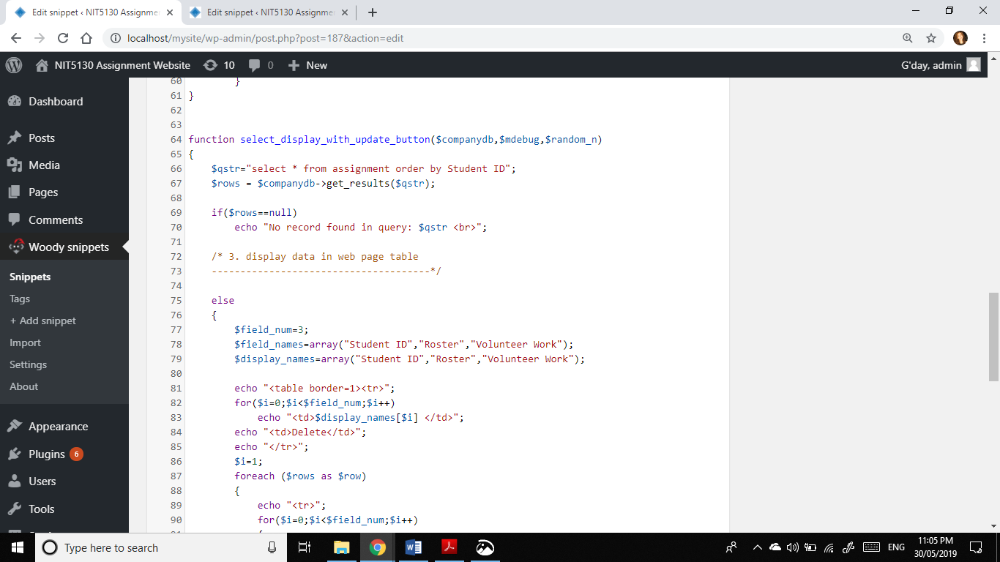 Edit snippet ‹ NIT5130 Assignme
Edit snippet ‹ NIT5130 Assignme
localhost/mysite/wp-admin/post.php?post=187&action=edit
NIT5130 Assignment Website 10 0 New
G'day, admin
Dashboard
Posts
Media
Pages
Comments
Woody snippets
Snippets
Tags
+ Add snippet
Import
Settings
About
Appearance
Plugins 6
Users
Tools
60 }
61 }
62
63
64 function select_display_with_update_button($companydb,$mdebug,$random_n)
65 {
66 $qstr="select * from assignment order by Student ID";
67 $rows = $companydb->get_results($qstr);
68
69 if($rows==null)
70 echo "No record found in query: $qstr <br>";
71
72 /* 3. display data in web page table
73 --------------------------------------*/
74
75 else
76 {
77 $field_num=3;
78 $field_names=array("Student ID","Roster","Volunteer Work");
79 $display_names=array("Student ID","Roster","Volunteer Work");
80
81 echo "<table border=1><tr>";
82 for($i=0;$i<$field_num;$i++)
83 echo "<td>$display_names[$i] </td>";
84 echo "<td>Delete</td>";
85 echo "</tr>";
86 $i=1;
87 foreach ($rows as $row)
88 {
89 echo "<tr>";
90 for($i=0;$i<$field_num;$i++)
Type here to search
ENG
11:05 PM
30/05/2019